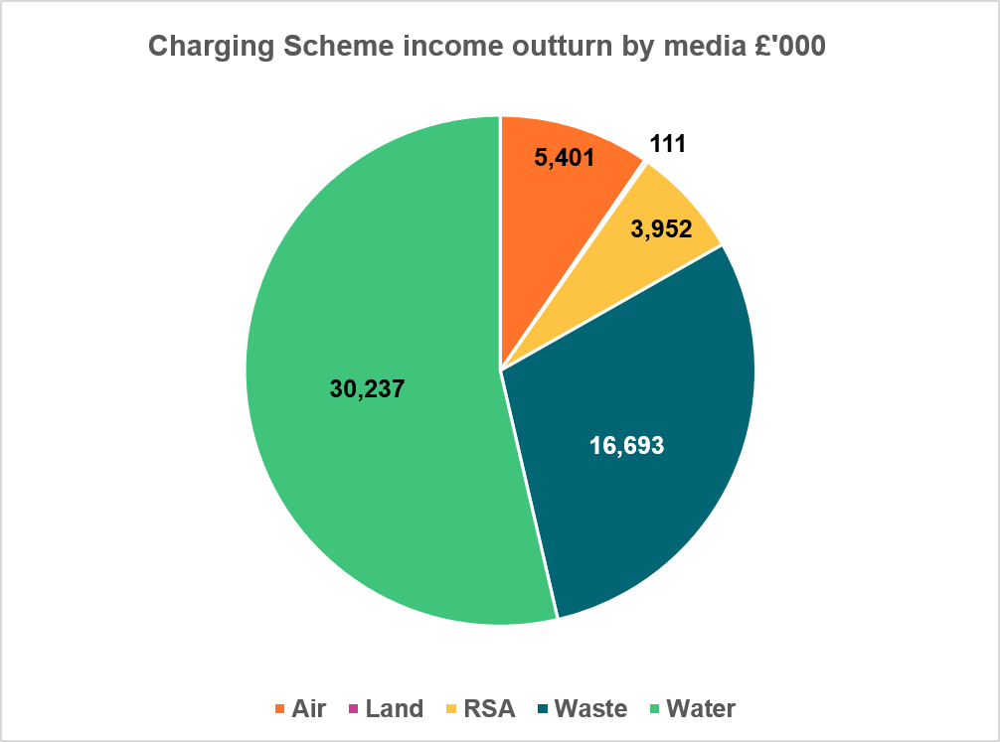 Charging Scheme income outturn by media £'000
5,401
111
3,952
30,237
16,693
Air Land RSA Waste Water